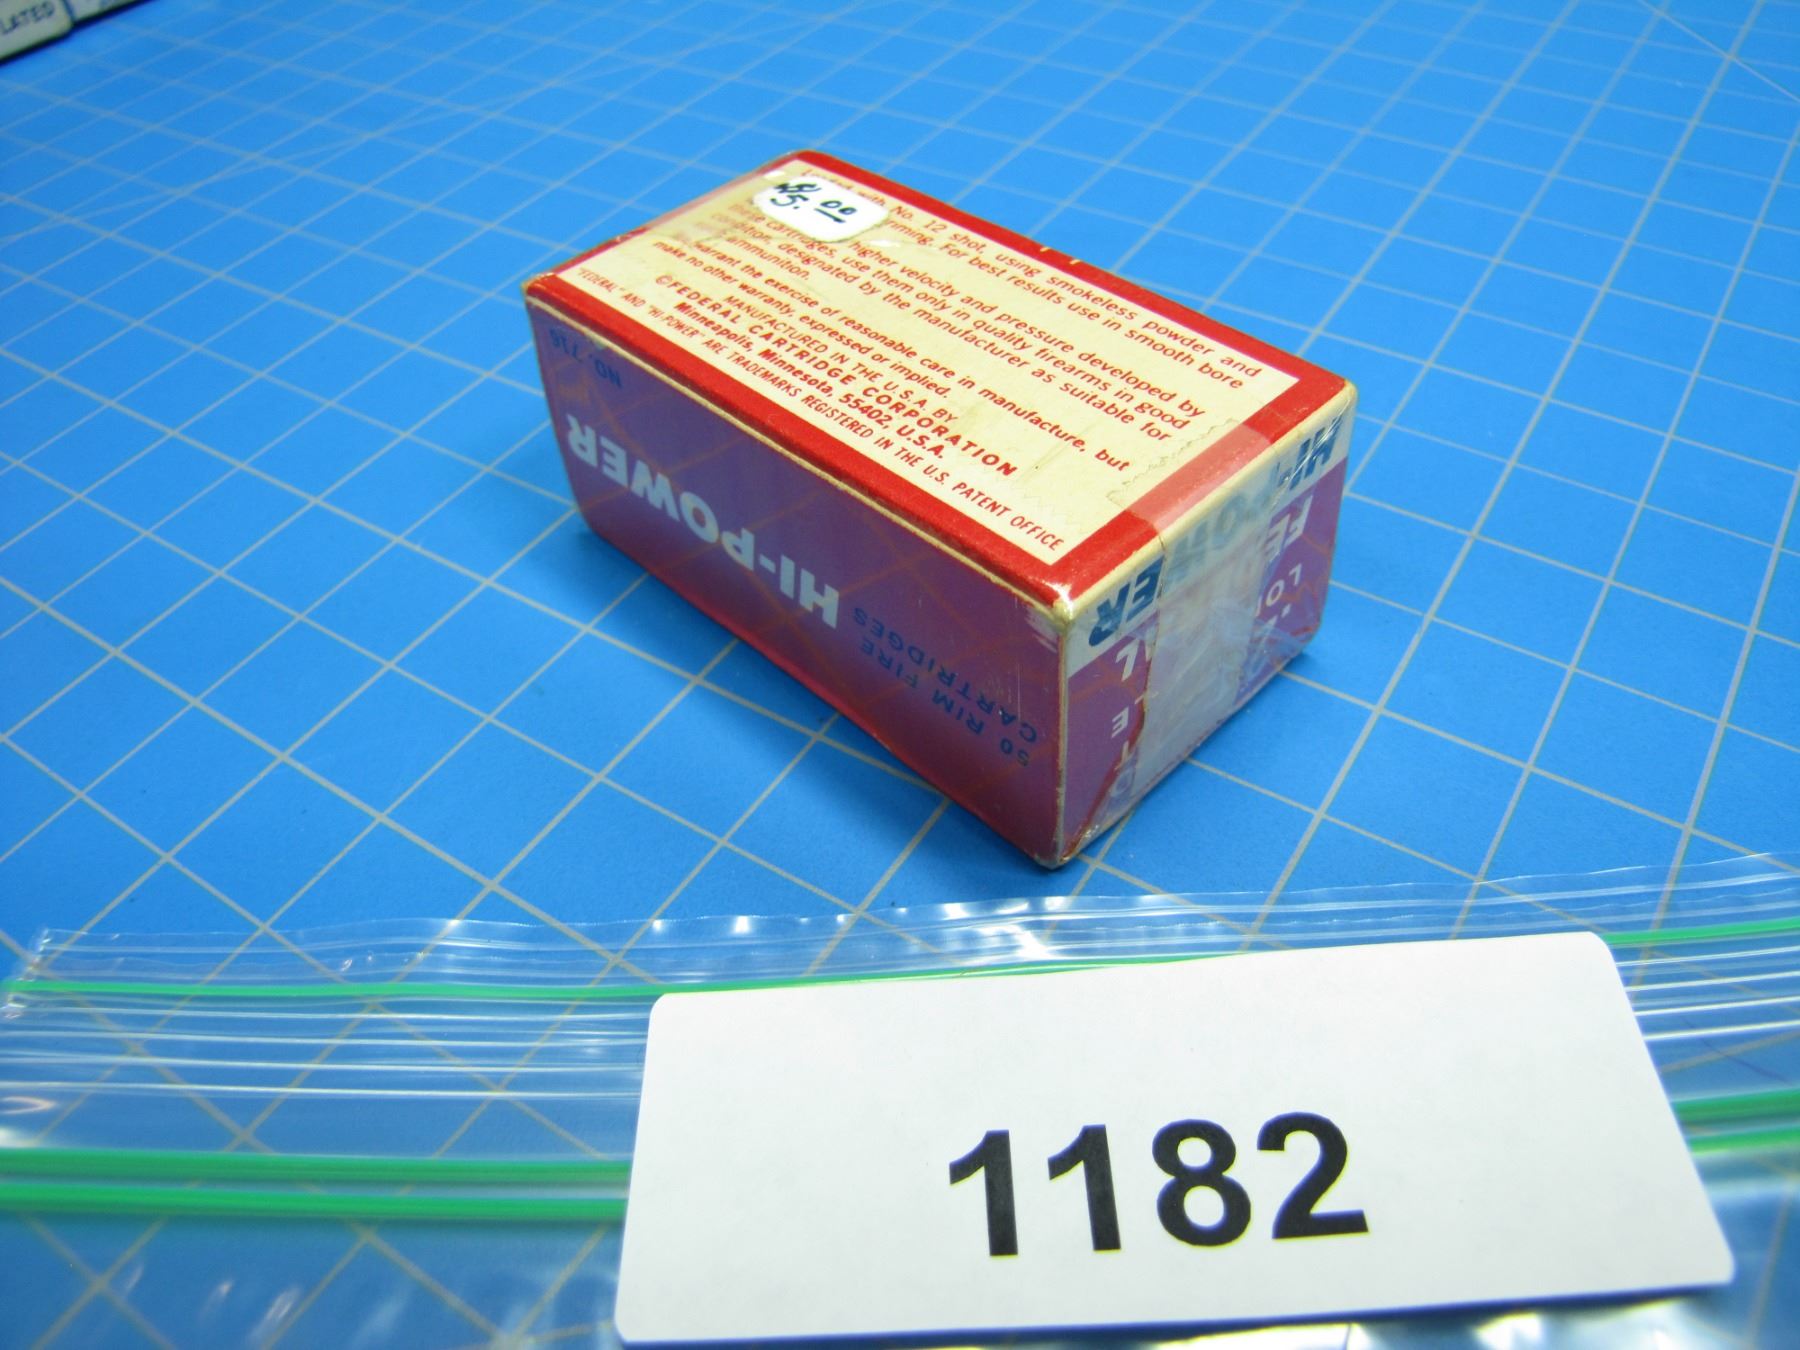 LATED
$5.00
Loaded with No. 12 shot, using smokeless powder and
priming. For best results use in smooth bore
These cartridges, higher velocity and pressure developed by
use them only in quality firearms in good
condition, designated by the manufacturer as suitable for
ammunition.
warrant the exercise of reasonable care in manufacture, but
make no other warranty, expressed or implied.
MANUFACTURED IN THE U.S.A. BY
©FEDERAL CARTRIDGE CORPORATION
Minneapolis, Minnesota, 55402, U.S.A.
"FEDERAL" AND "HI-POWER" ARE TRADEMARKS REGISTERED IN THE U.S. PATENT OFFICE
NO. 716
HI-POWER
50 RIM FIRE
CARTRIDGES
HI-POWER
1182